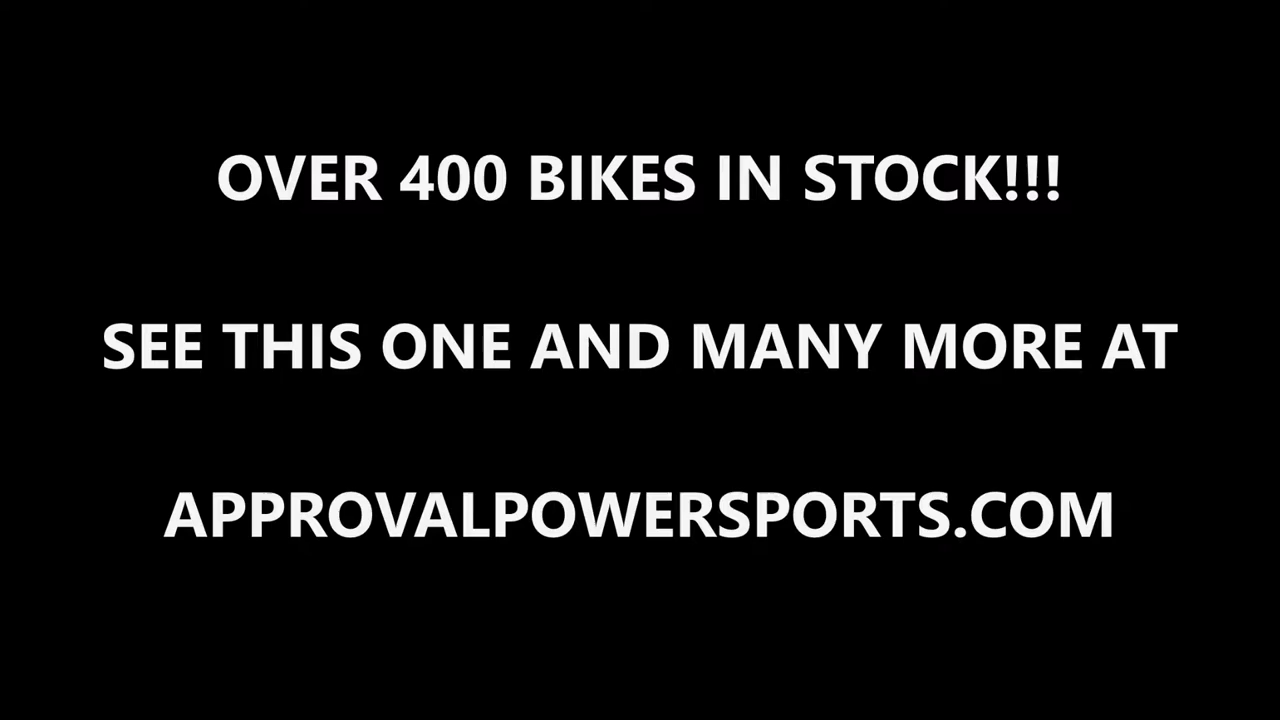 OVER 400 BIKES IN STOCK!!!
SEE THIS ONE AND MANY MORE AT
APPROVALPOWERSPORTS.COM